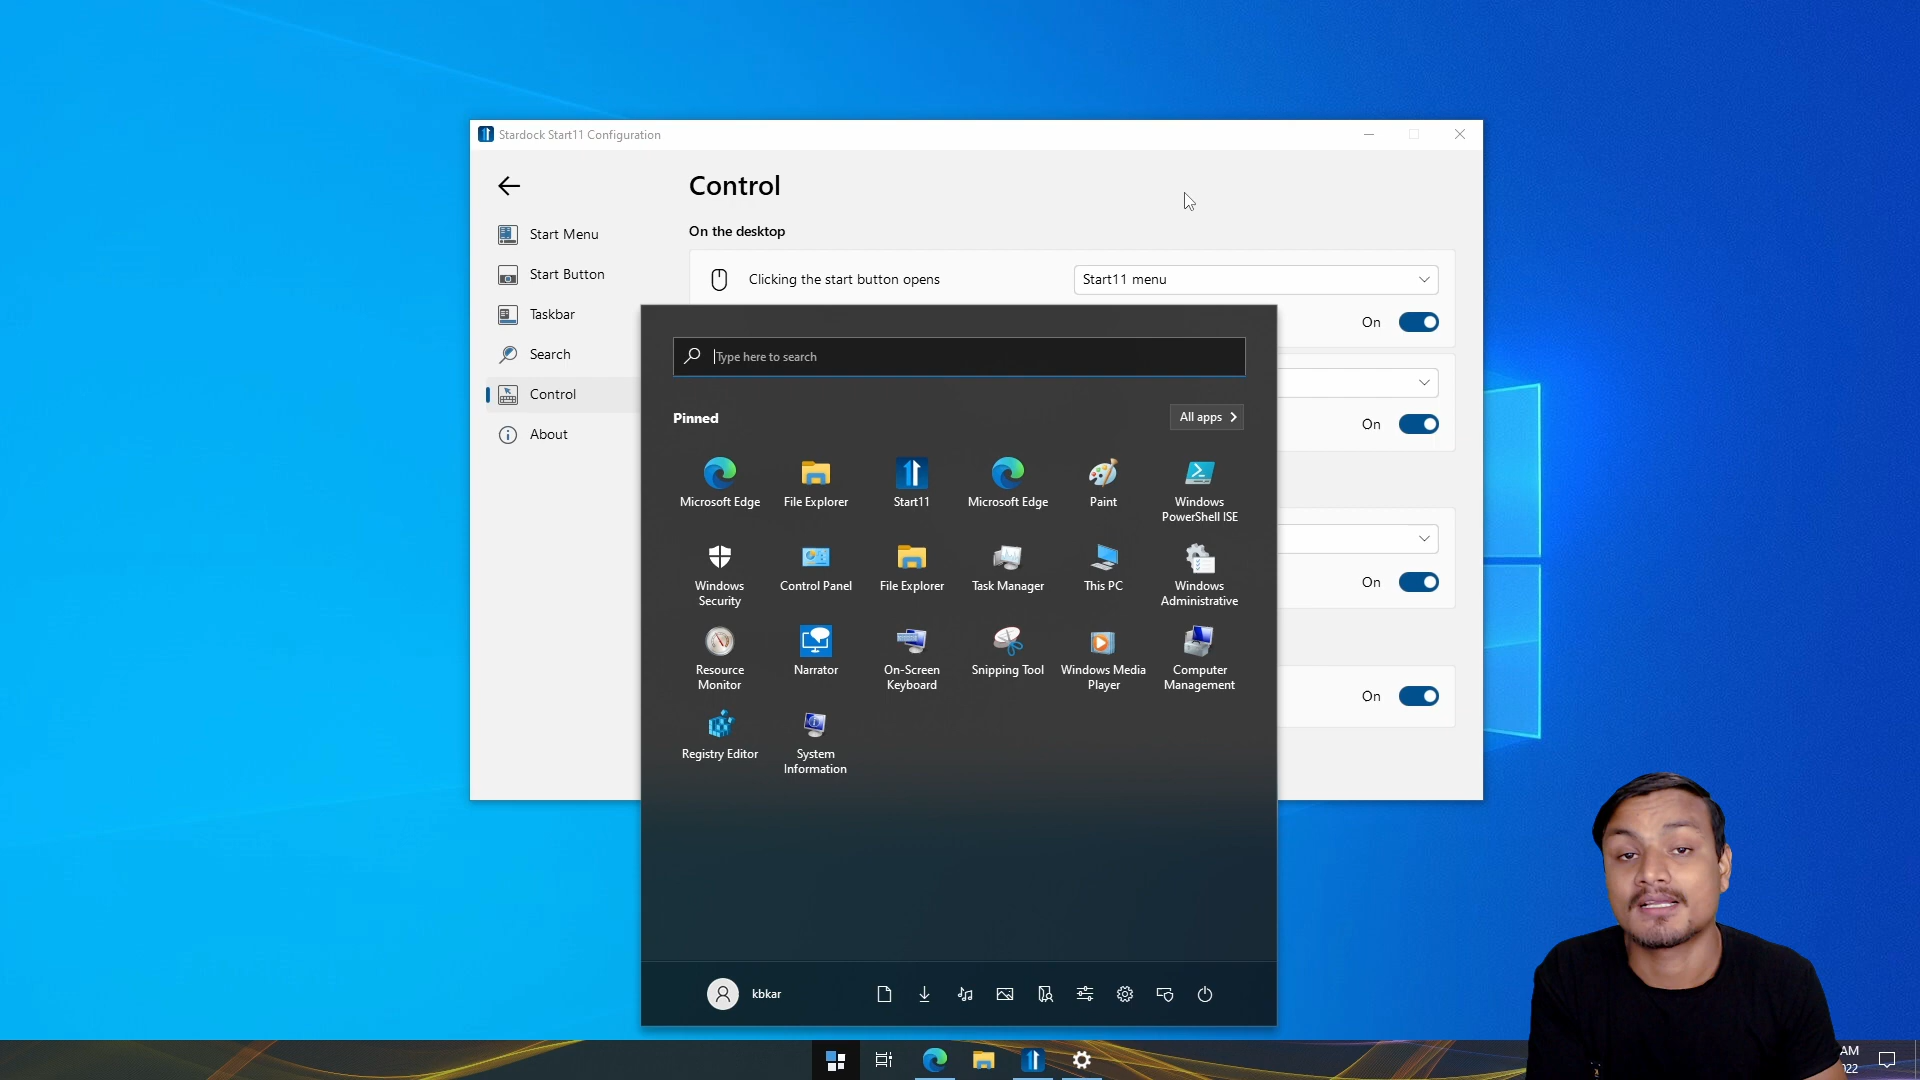 Stardock Start11 Configuration
Control
Start Menu
Start Button
Taskbar
Search
Control
About
On the desktop
Clicking the start button opens
Start11 menu
On
On
On
On
Type here to search
Pinned
All apps
Microsoft Edge
File Explorer
Start11
Microsoft Edge
Paint
Windows
PowerShell ISE
Windows
Security
Control Panel
File Explorer
Task Manager
This PC
Windows
Administrative
Resource
Monitor
Narrator
On-Screen
Keyboard
Snipping Tool
Windows Media
Player
Computer
Management
Registry Editor
System
Information
kbkar
AM
022